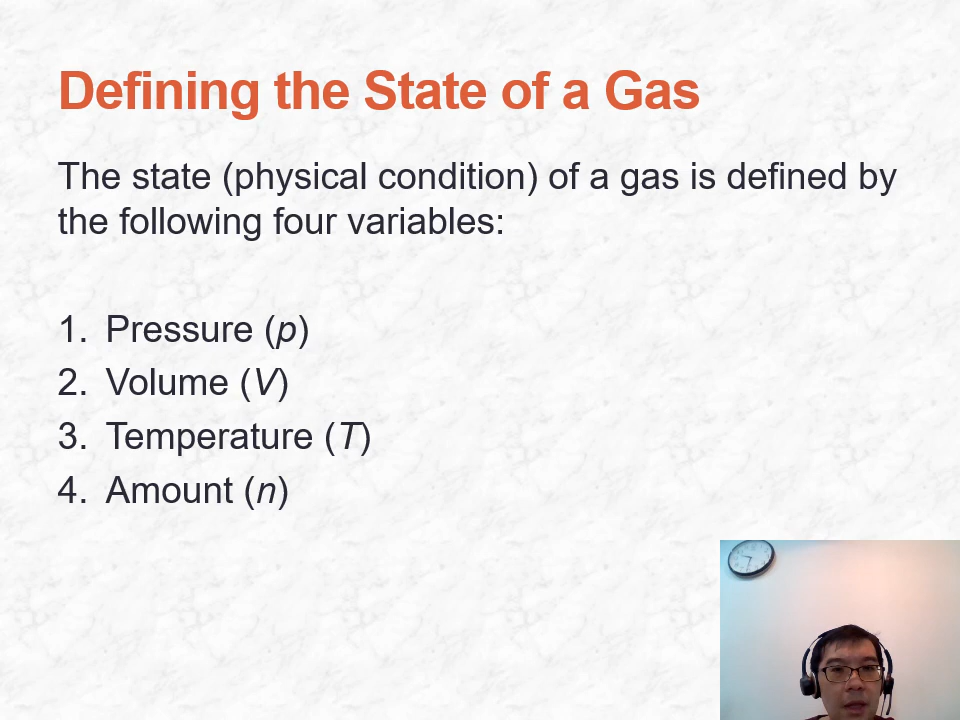 Defining the State of a Gas
The state (physical condition) of a gas is defined by
the following four variables:
1. Pressure (p)
2. Volume (V)
3. Temperature (T)
4. Amount (n)